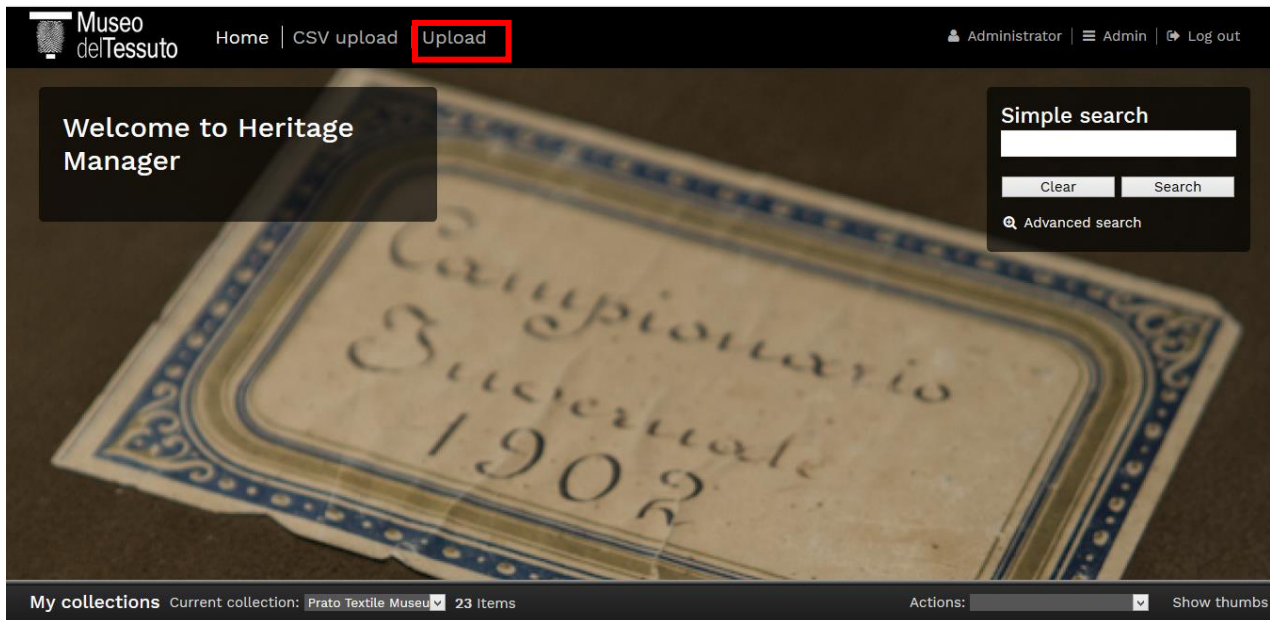 Museo
delTessuto
Home | CSV upload | Upload
Administrator | Admin | Log out
Welcome to Heritage
Manager
Simple search
Clear Search
Advanced search
Campionario
Invernale
1902
My collections Current collection: Prato Textile Museu 23 Items Actions: Show thumbs